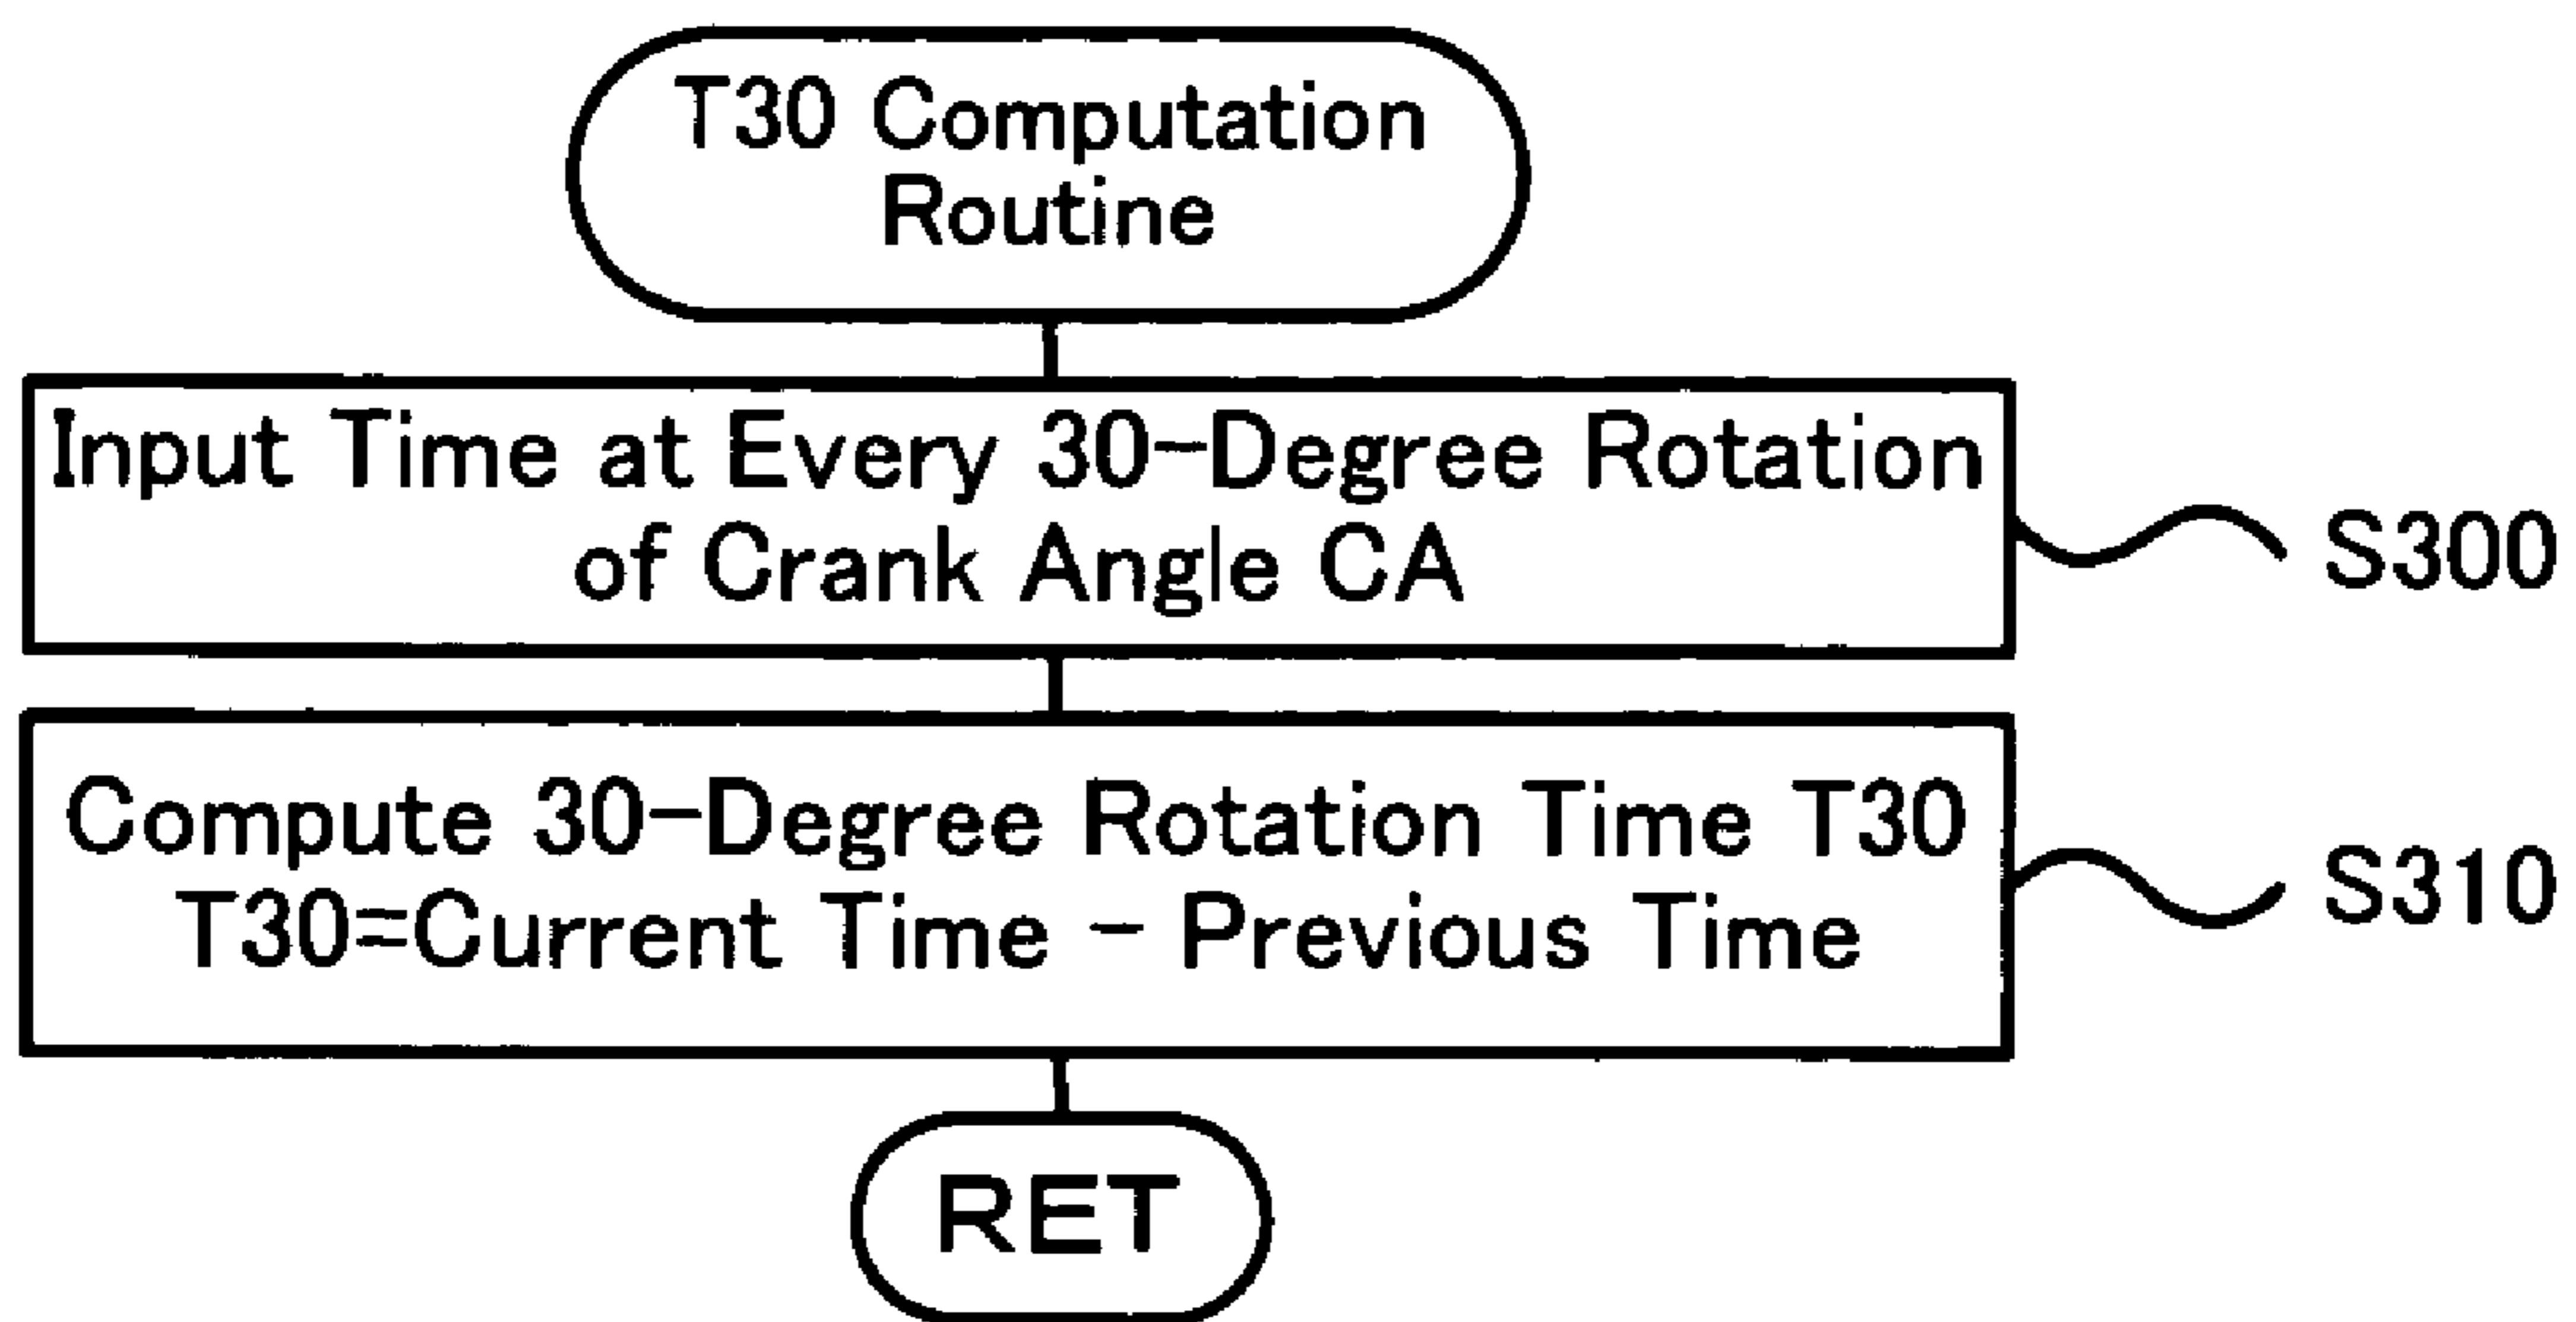 T30 Computation
Routine
Input Time at Every 30-Degree Rotation
of Crank Angle CA
S300
Compute 30-Degree Rotation Time T30
T30=Current Time - Previous Time
S310
RET